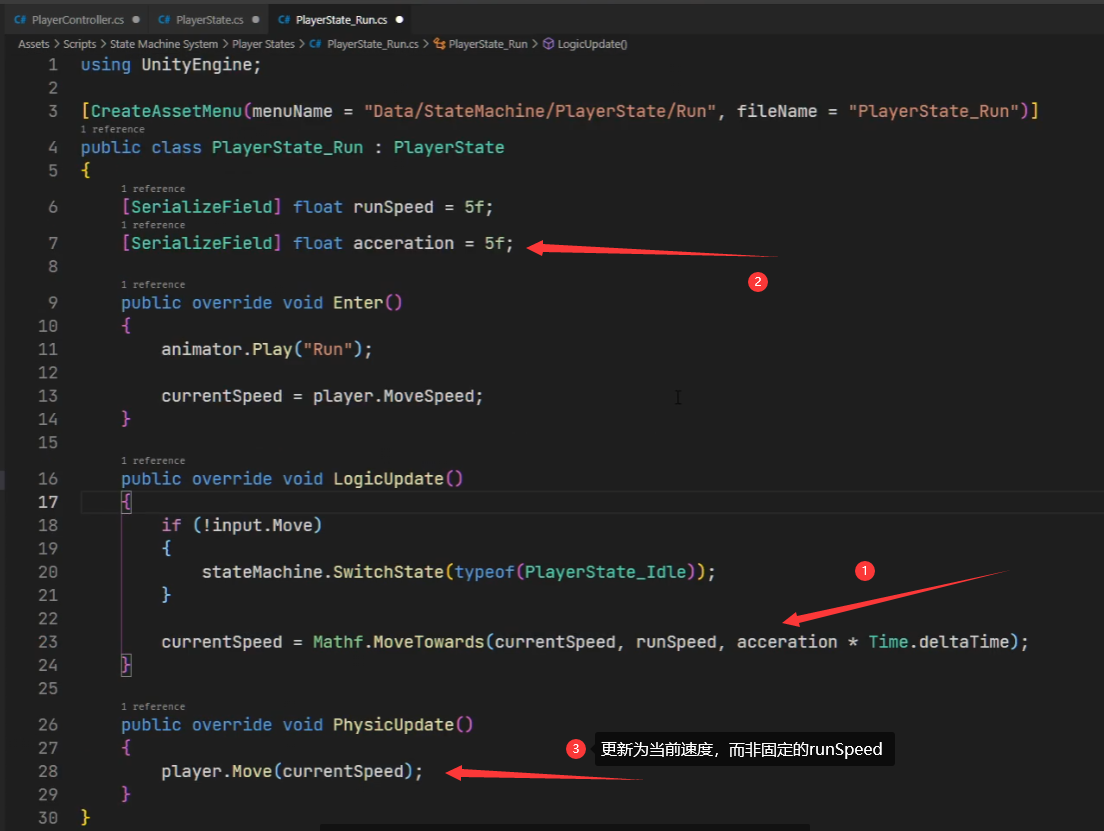 PlayerController.cs PlayerState.cs PlayerState_Run.cs
Assets > Scripts > State Machine System > Player States > PlayerState_Run.cs > PlayerState_Run > LogicUpdate()
1 using UnityEngine;
2
3 [CreateAssetMenu(menuName = "Data/StateMachine/PlayerState/Run", fileName = "PlayerState_Run")]
1 reference
4 public class PlayerState_Run : PlayerState
5 {
1 reference
6 [SerializeField] float runSpeed = 5f;
1 reference
7 [SerializeField] float acceration = 5f;
2
8
1 reference
9 public override void Enter()
10 {
11 animator.Play("Run");
12
13 currentSpeed = player.MoveSpeed;
14 }
15
1 reference
16 public override void LogicUpdate()
17 {
18 if (!input.Move)
19 {
20 stateMachine.SwitchState(typeof(PlayerState_Idle));
21 }
1
22
23 currentSpeed = Mathf.MoveTowards(currentSpeed, runSpeed, acceration * Time.deltaTime);
24 }
25
1 reference
26 public override void PhysicUpdate()
27 {
3 更新为当前速度，而非固定的runSpeed
28 player.Move(currentSpeed);
29 }
30 }